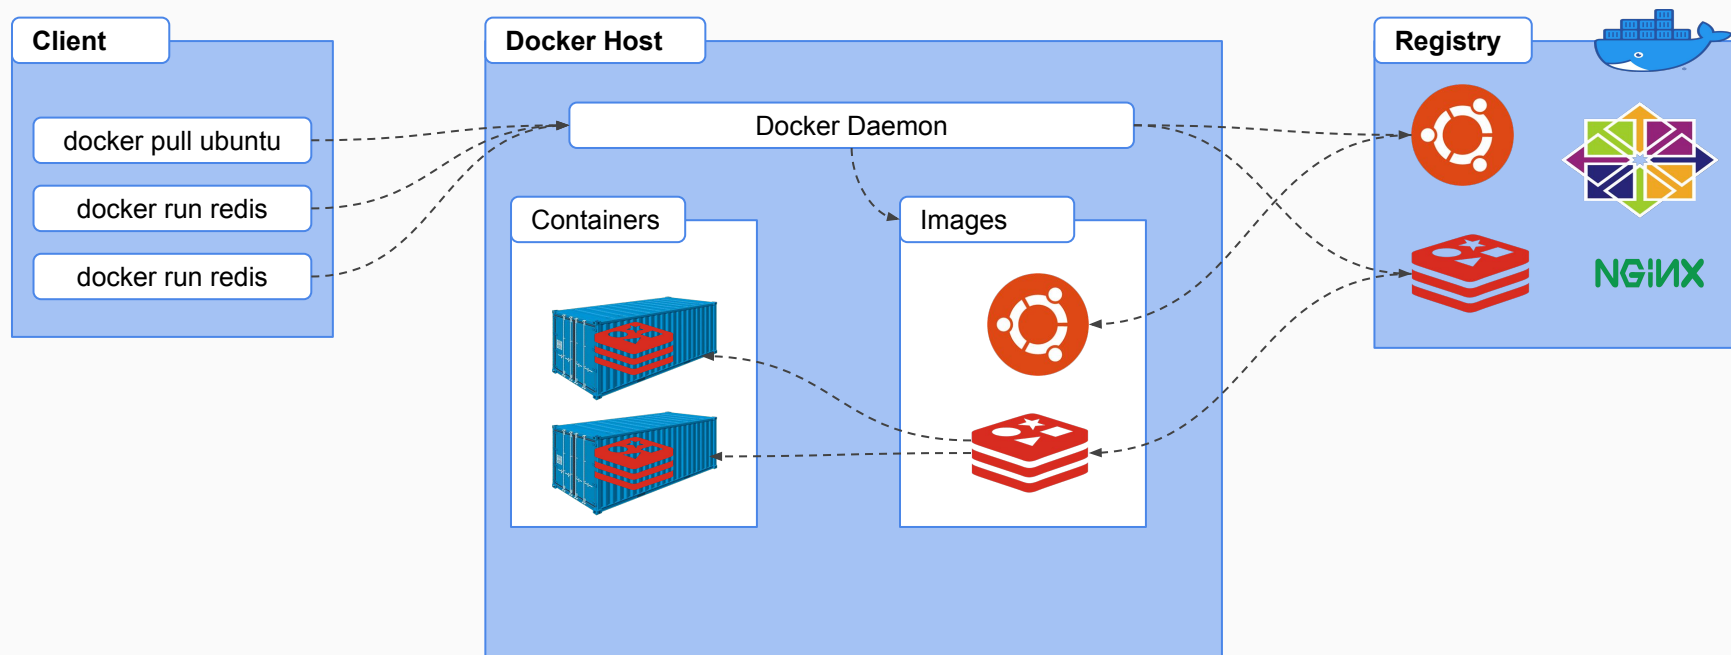 Client
docker pull ubuntu
docker run redis
docker run redis
Docker Host
Docker Daemon
Containers
Images
Registry
NGINX